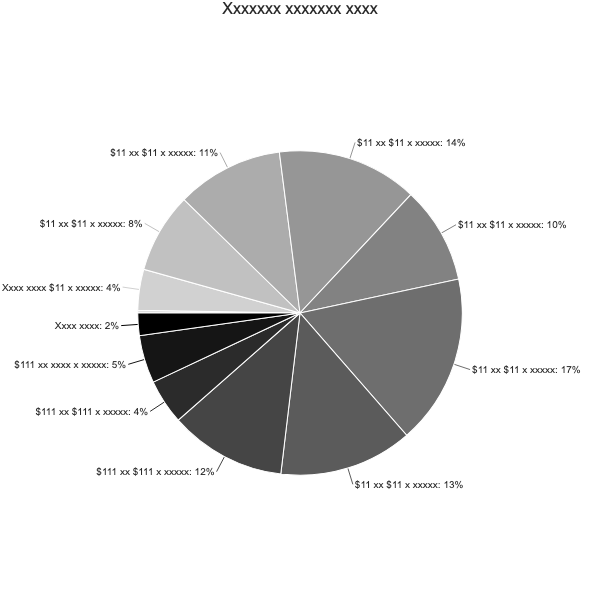 Xxxxxxx xxxxxxx xxxx
$11 xx $11 x xxxxx: 14%
$11 xx $11 x xxxxx: 11%
$11 xx $11 x xxxxx: 8%
$11 xx $11 x xxxxx: 10%
Xxxx xxxx $11 x xxxxx: 4%
Xxxx xxxx: 2%
$111 xx xxxx x xxxxx: 5%
$11 xx $11 x xxxxx: 17%
$111 xx $111 x xxxxx: 4%
$111 xx $111 x xxxxx: 12%
$11 xx $11 x xxxxx: 13%